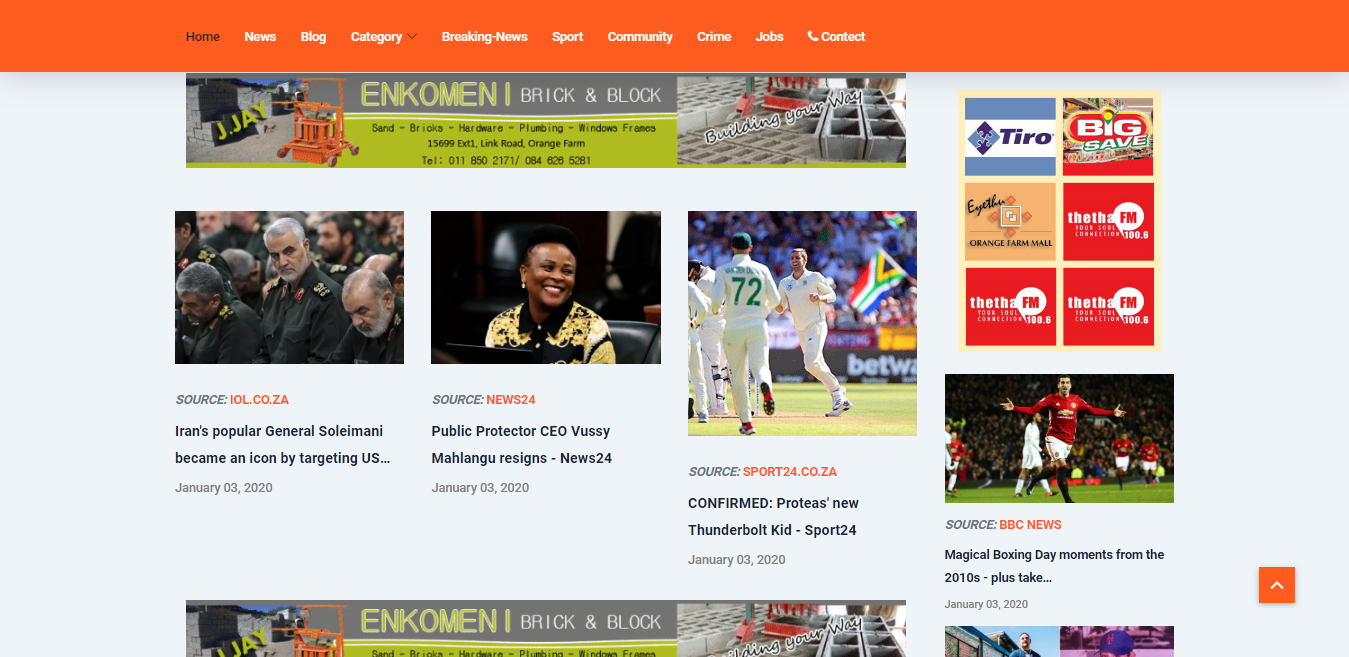 Home News Blog Category Breaking-News Sport Community Crime Jobs Contect
ENKOMENI BRICK & BLOCK
J.JAY
Sand - Bricks - Hardware - Plumbing - Windows Frames
15699 Ext1, Link Road, Orange Farm
Tel: 011 850 2171/ 084 626 5281
Building your Way
Tiro
BIG
SAVE
Eyethu
ORANGE FARM MALL
thetha FM
YOUR SOUL
CONNECTION 100.6
thetha FM
YOUR SOUL
CONNECTION 100.6
thetha FM
YOUR SOUL
CONNECTION 100.6
72
betw
SOURCE: IOL.CO.ZA
Iran's popular General Soleimani
became an icon by targeting US...
January 03, 2020
SOURCE: NEWS24
Public Protector CEO Vussy
Mahlangu resigns - News24
January 03, 2020
SOURCE: SPORT24.CO.ZA
CONFIRMED: Proteas' new
Thunderbolt Kid - Sport24
January 03, 2020
SOURCE: BBC NEWS
Magical Boxing Day moments from the
2010s - plus take...
January 03, 2020
ENKOMENI BRICK & BLOCK
J.JAY
Sand - Bricks - Hardware - Plumbing - Windows Frames
Building your Way